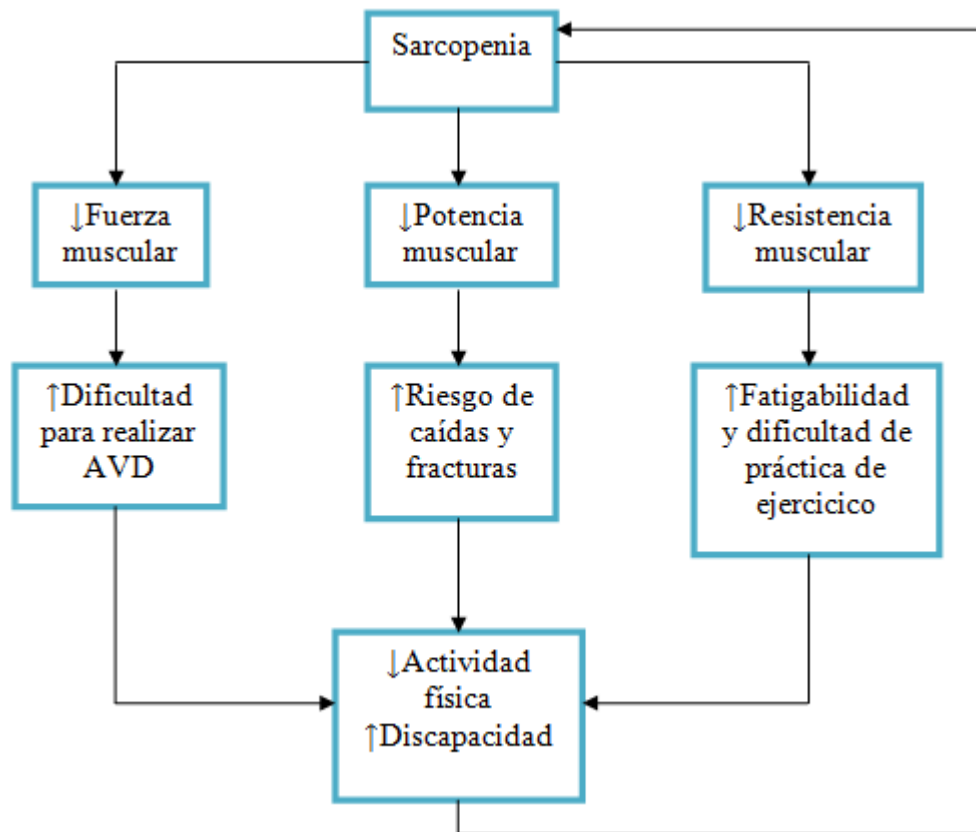 Sarcopenia
↓Fuerza
muscular
↓Potencia
muscular
↓Resistencia
muscular
↑Dificultad
para realizar
AVD
↑Riesgo de
caídas y
fracturas
↑Fatigabilidad
y dificultad de
práctica de
ejercicico
↓Actividad
física
↑Discapacidad